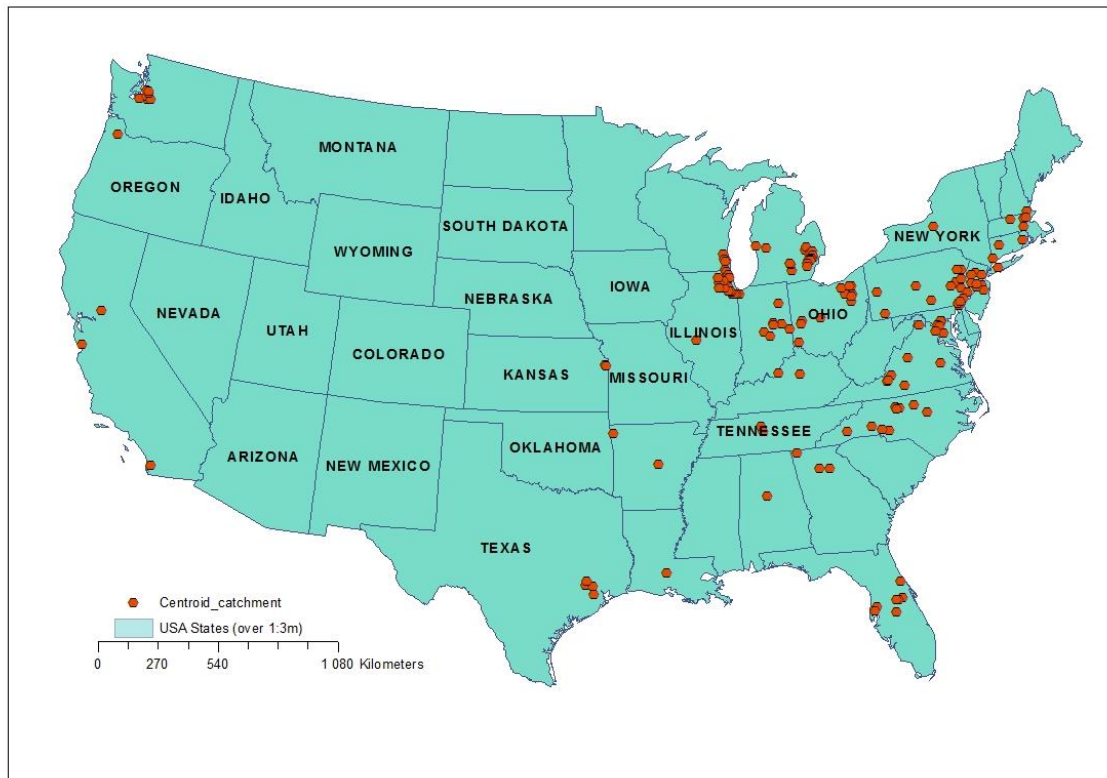 MONTANA
OREGON
IDAHO
SOUTH DAKOTA
NEW YORK
WYOMING
IOWA
NEBRASKA
NEVADA
OHIO
UTAH
ILLINOIS
COLORADO
KANSAS
MISSOURI
TENNESSEE
OKLAHOMA
ARIZONA
NEW MEXICO
TEXAS
Centroid_catchment
USA States (over 1:3m)
0 270 540 1 080 Kilometers